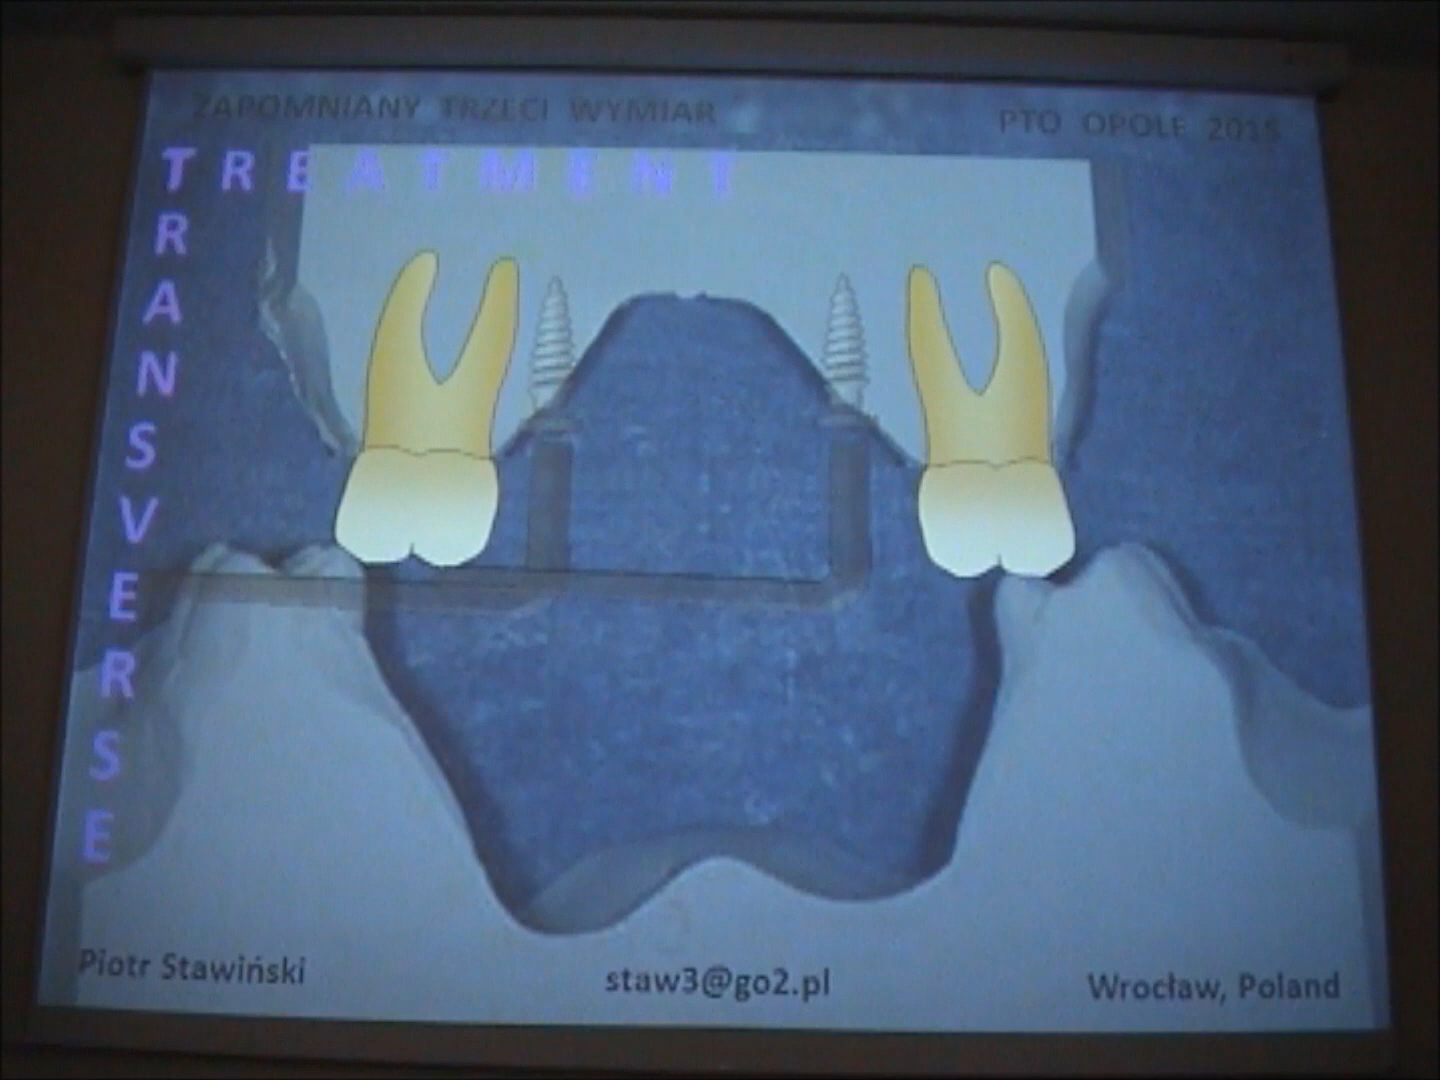 ZAPOMNIANY TRZECI WYMIAR
PTO OPOLE 2015
TREATMENT
TRANSVERSE
Piotr Stawiński
staw3@go2.pl
Wrocław, Poland